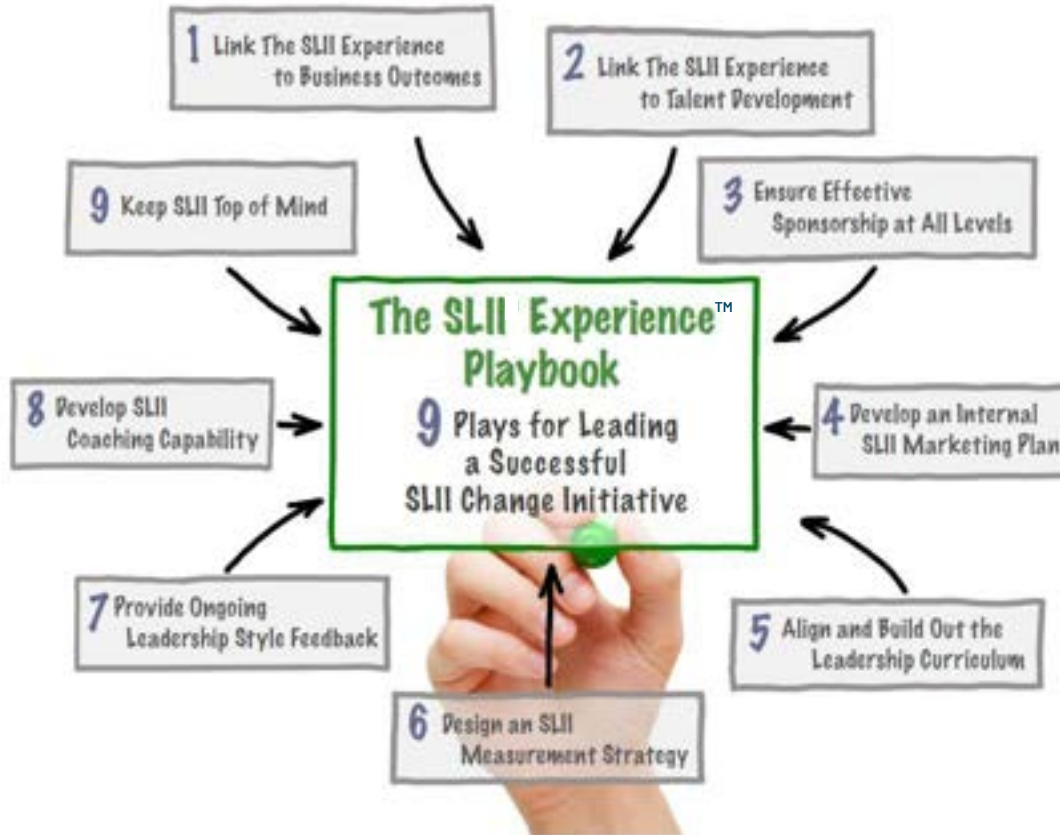 1 Link The SLII Experience
to Business Outcomes
2 Link The SLII Experience
to Talent Development
3 Ensure Effective
Sponsorship at All Levels
4 Develop an Internal
SLII Marketing Plan
5 Align and Build Out the
Leadership Curriculum
6 Design an SLII
Measurement Strategy
7 Provide Ongoing
Leadership Style Feedback
8 Develop SLII
Coaching Capability
9 Keep SLII Top of Mind
The SLII Experience™
Playbook
9 Plays for Leading
a Successful
SLII Change Initiative